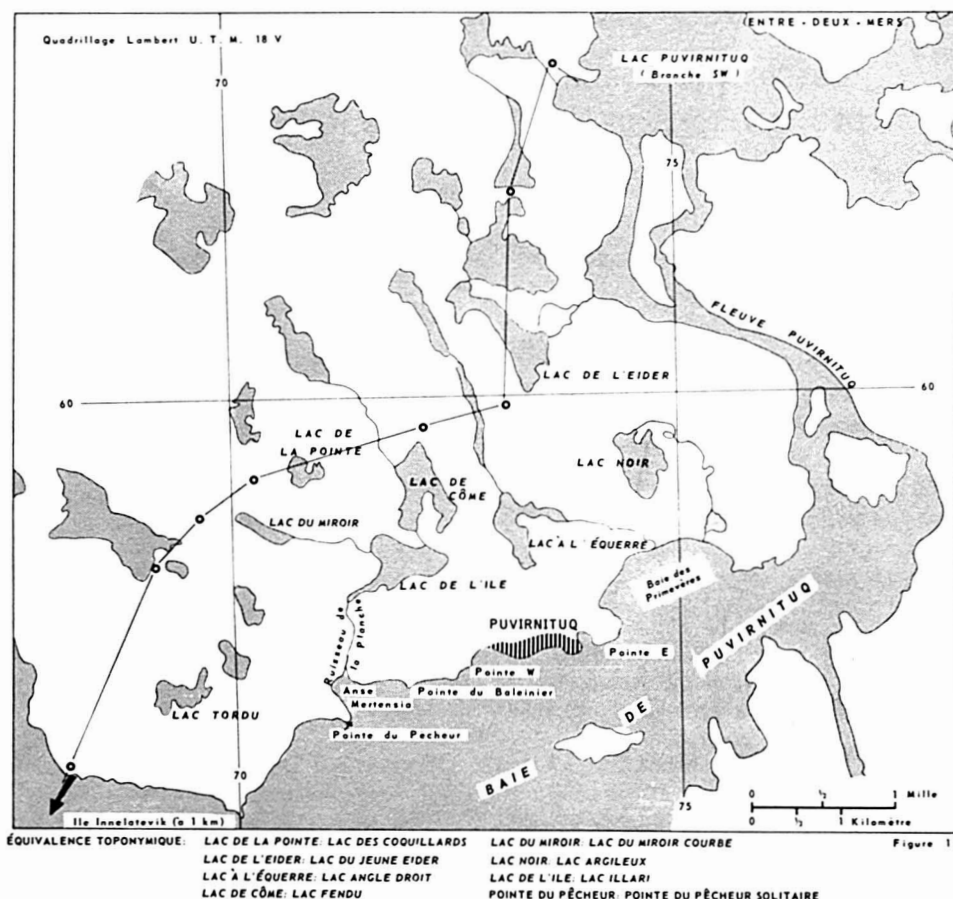 (ENTRE - DEUX - MERS
Quadrillage Lambert U. T. M. 18 V
LAC PUVIRNITUQ
( Branche SW )
70
75
FLEUVE PUVIRNITUQ
LAC DE L'EIDER
60
60
LAC DE
LA POINTE
LAC NOIR
LAC DE
CÔME
LAC DU MIROIR
LAC À L'ÉQUERRE
LAC DE L'ILE
Baie des
Primevères
Ruisseau de
la Planche
PUVIRNITUQ
Pointe E
Pointe W
Anse
Mertensia
Pointe du Baleinier
LAC TORDU
Pointe du Pecheur
BAIE
DE
PUVIRNITUQ
70
75
0 ½ 1 Mille
0 ½ 1 Kilomètre
Ile Innelatevik (à 1 km)
ÉQUIVALENCE TOPONYMIQUE: LAC DE LA POINTE: LAC DES COQUILLARDS LAC DU MIROIR: LAC DU MIROIR COURBE Figure 1
LAC DE L'EIDER: LAC DU JEUNE EIDER LAC NOIR: LAC ARGILEUX
LAC À L'ÉQUERRE: LAC ANGLE DROIT LAC DE L'ILE: LAC ILLARI
LAC DE CÔME: LAC FENDU POINTE DU PÊCHEUR: POINTE DU PÊCHEUR SOLITAIRE